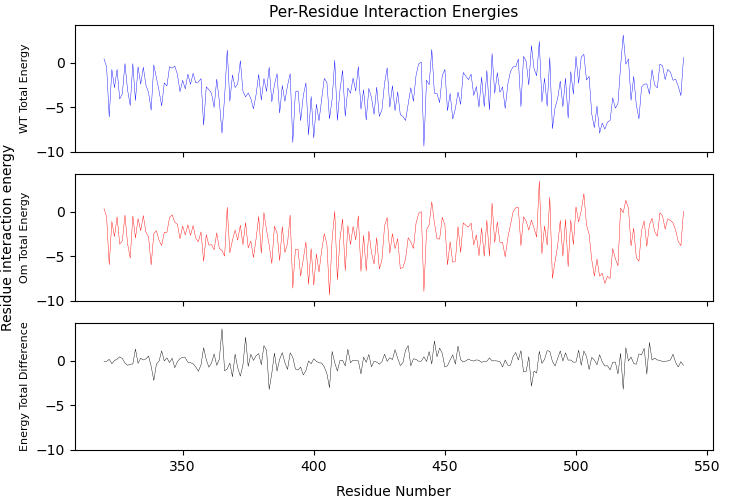 Per-Residue Interaction Energies
Residue interaction energy
WT Total Energy
0
−5
−10
Om Total Energy
0
−5
−10
Energy Total Difference
0
−5
−10
350 400 450 500 550
Residue Number